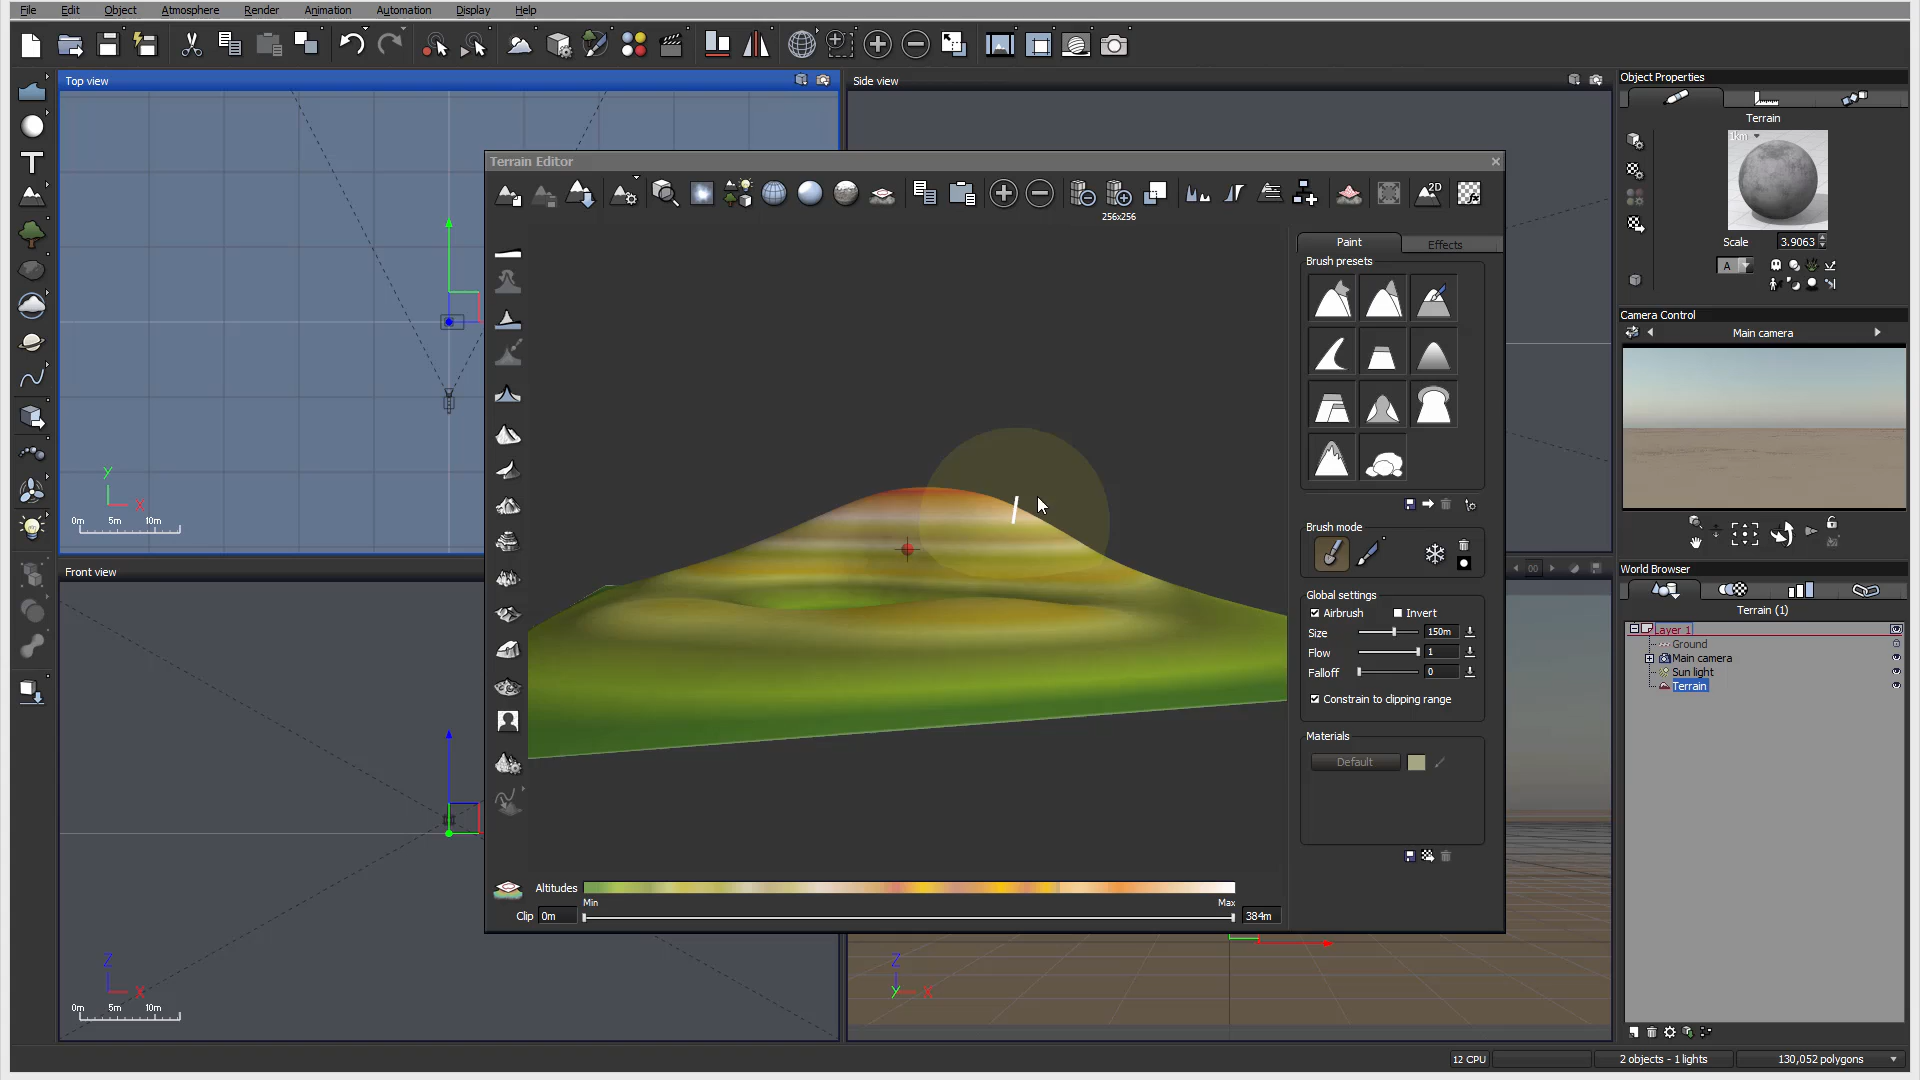 File Edit Object Atmosphere Render Animation Automation Display Help
Top view
Side view
Object Properties
Terrain
1km
Scale 3.9063
A
Camera Control
Main camera
Terrain Editor
256x256
2D
Paint Effects
Brush presets
Brush mode
Global settings
Airbrush Invert
Size 150m
Flow 1
Falloff 0
Constrain to clipping range
Materials
Default
Altitudes
Min Max
Clip 0m 384m
Y
X
0m 5m 10m
Front view
Z
X
0m 5m 10m
Z
Y X
00
World Browser
Terrain (1)
Layer 1
Ground
Main camera
Sun light
Terrain
12 CPU 2 objects - 1 lights 130,052 polygons